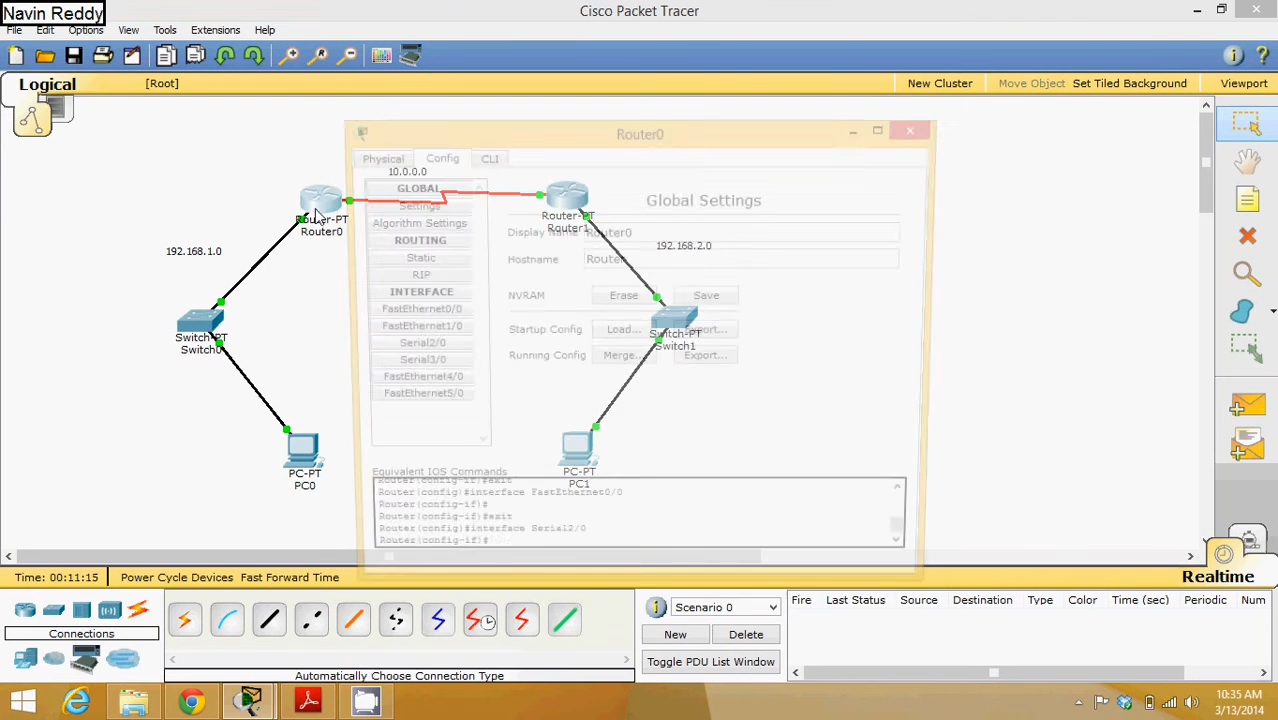 Navin Reddy
Cisco Packet Tracer
File Edit Options View Tools Extensions Help
Logical
[Root]
New Cluster
Move Object
Set Tiled Background
Viewport
Router0
Physical
Config
CLI
10.0.0.0
GLOBAL
Settings
Algorithm Settings
ROUTING
Static
RIP
INTERFACE
FastEthernet0/0
FastEthernet1/0
Serial2/0
Serial3/0
FastEthernet4/0
FastEthernet5/0
Global Settings
Display Name
Router0
Hostname
Router
NVRAM
Erase
Save
Startup Config
Load...
Export...
Running Config
Merge...
Export...
Equivalent IOS Commands
Router(config-if)#exit
Router(config)#interface FastEthernet0/0
Router(config-if)#
Router(config-if)#exit
Router(config)#interface Serial2/0
Router(config-if)#
Router-PT
Router0
Router-PT
Router1
192.168.1.0
192.168.2.0
Switch-PT
Switch0
Switch-PT
Switch1
PC-PT
PC0
PC-PT
PC1
Time: 00:11:15
Power Cycle Devices
Fast Forward Time
Realtime
Connections
Automatically Choose Connection Type
Scenario 0
New
Delete
Toggle PDU List Window
Fire
Last Status
Source
Destination
Type
Color
Time (sec)
Periodic
Num
10:35 AM
3/13/2014